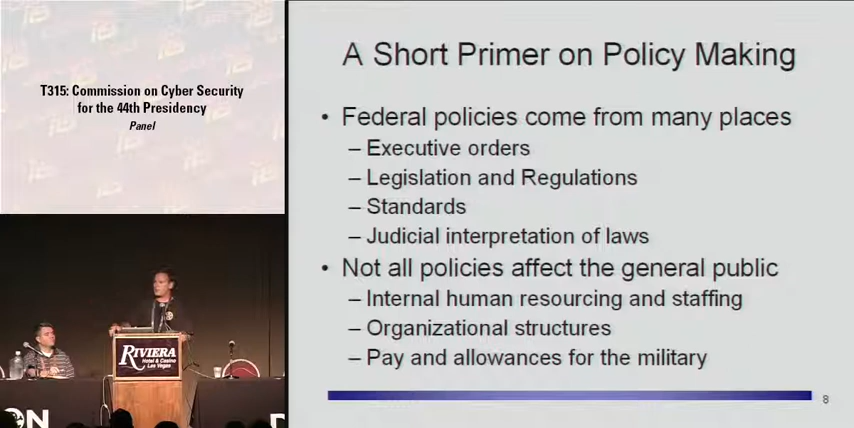 T315: Commission on Cyber Security
for the 44th Presidency
Panel
A Short Primer on Policy Making
• Federal policies come from many places
– Executive orders
– Legislation and Regulations
– Standards
– Judicial interpretation of laws
• Not all policies affect the general public
– Internal human resourcing and staffing
– Organizational structures
– Pay and allowances for the military
8
RIVIERA
Hotel & Casino
Las Vegas